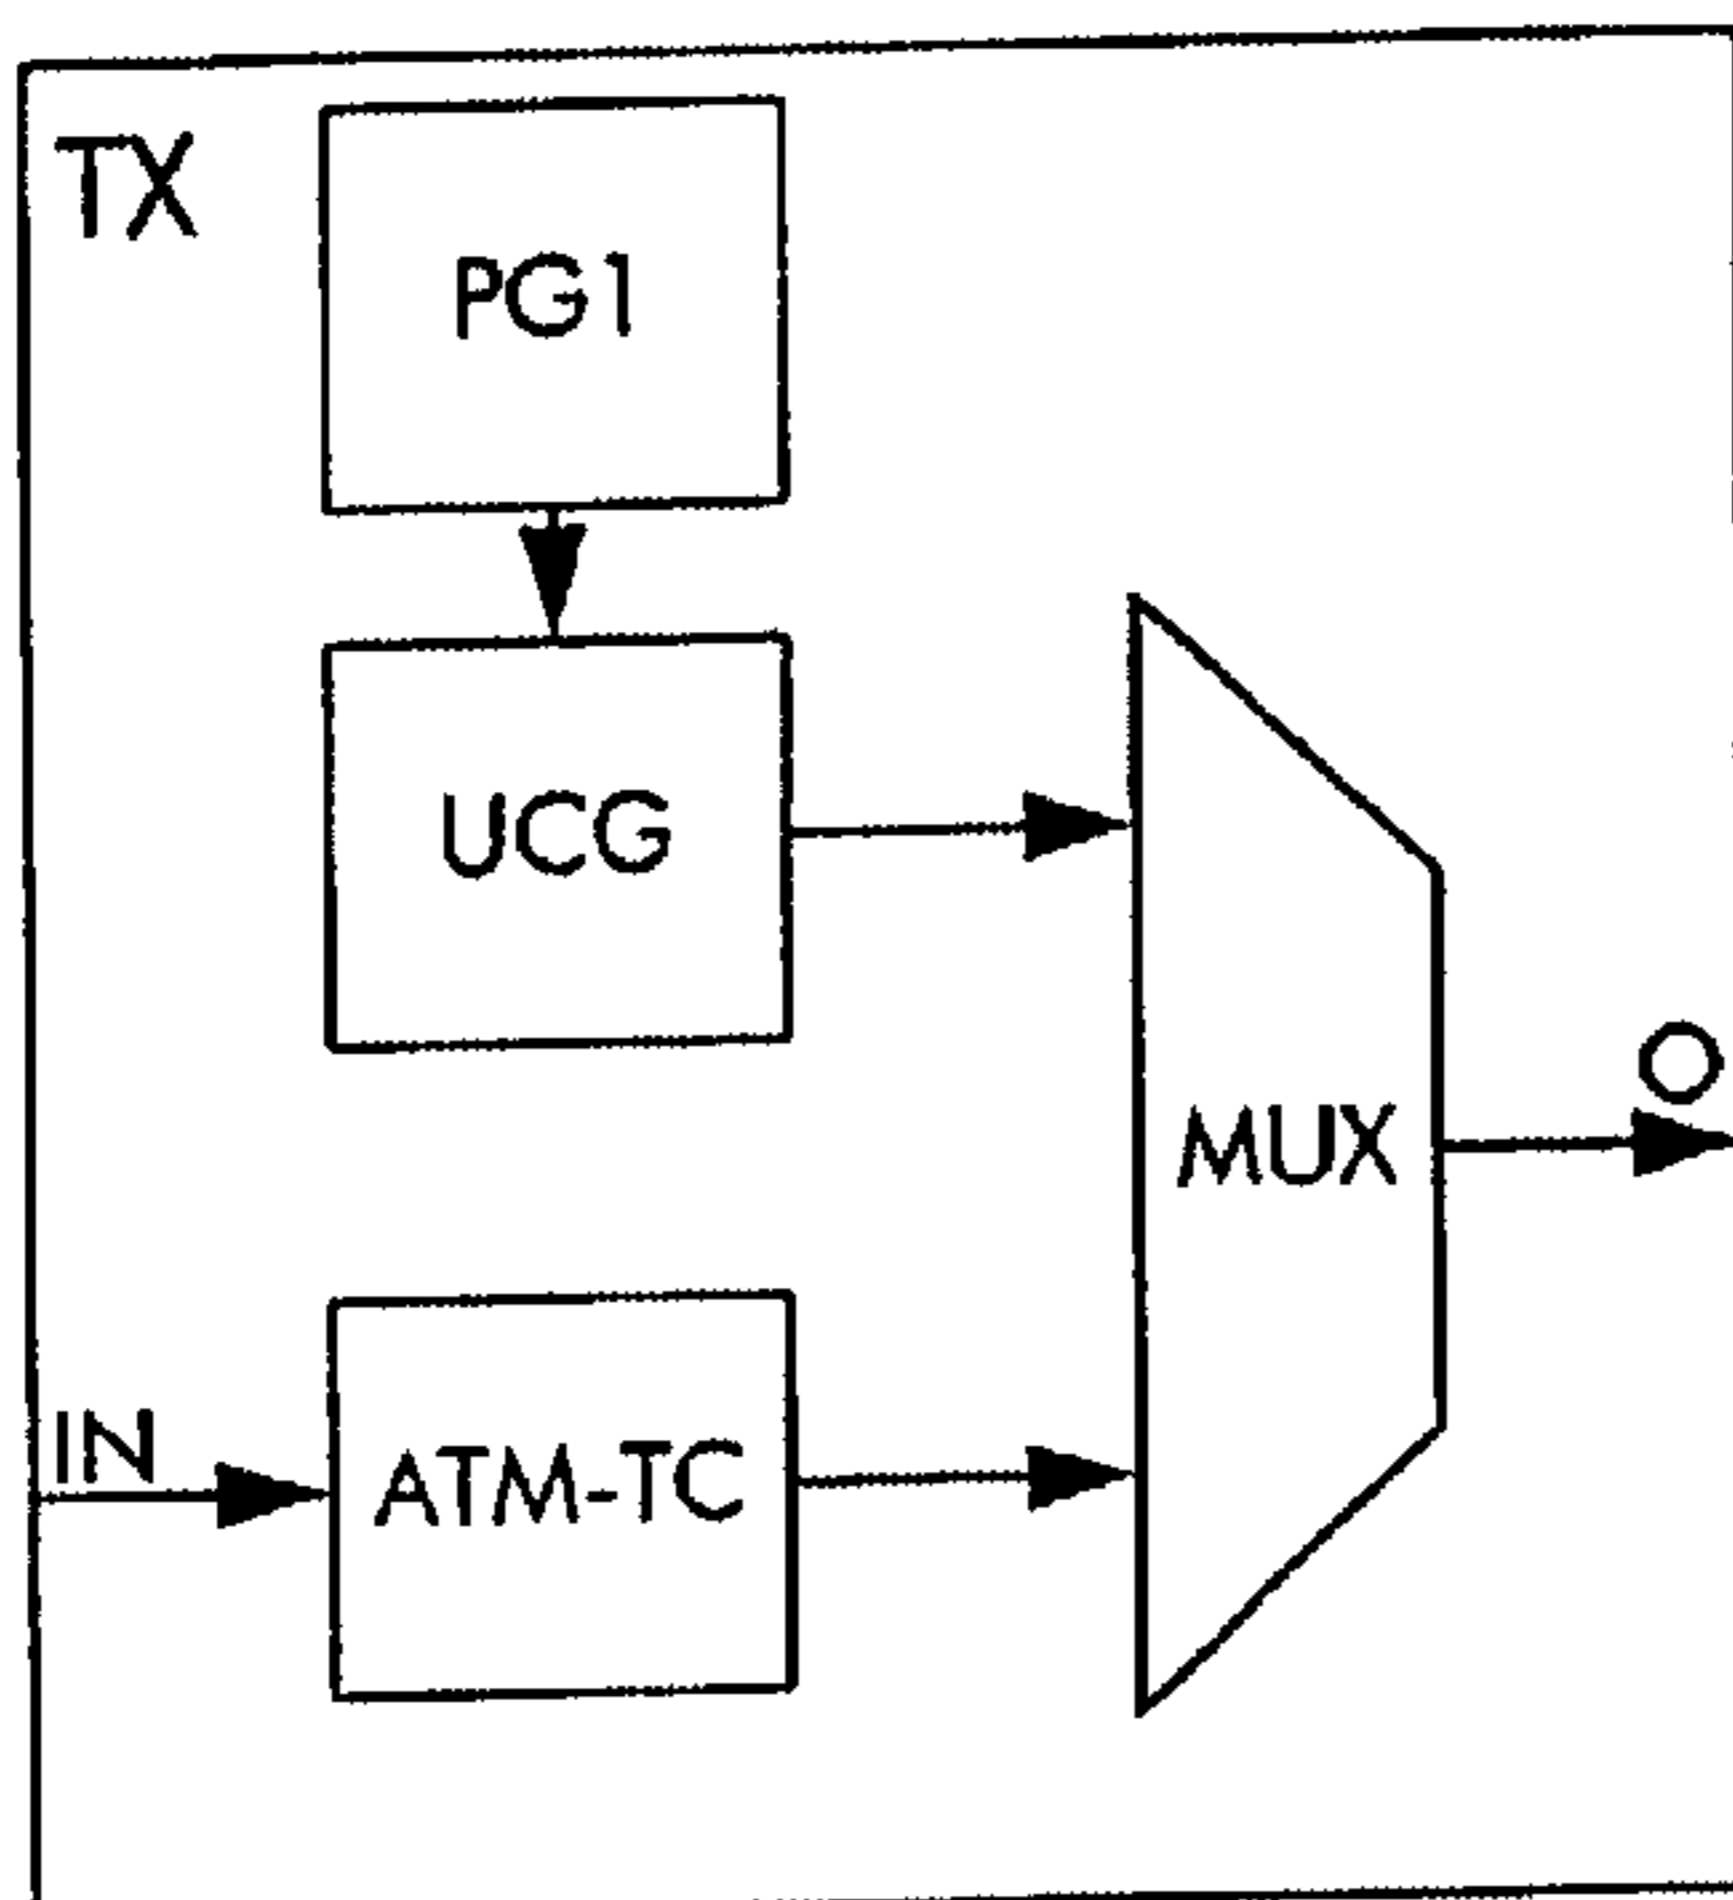 TX
PG1
UCG
MUX
O
IN
ATM-TC